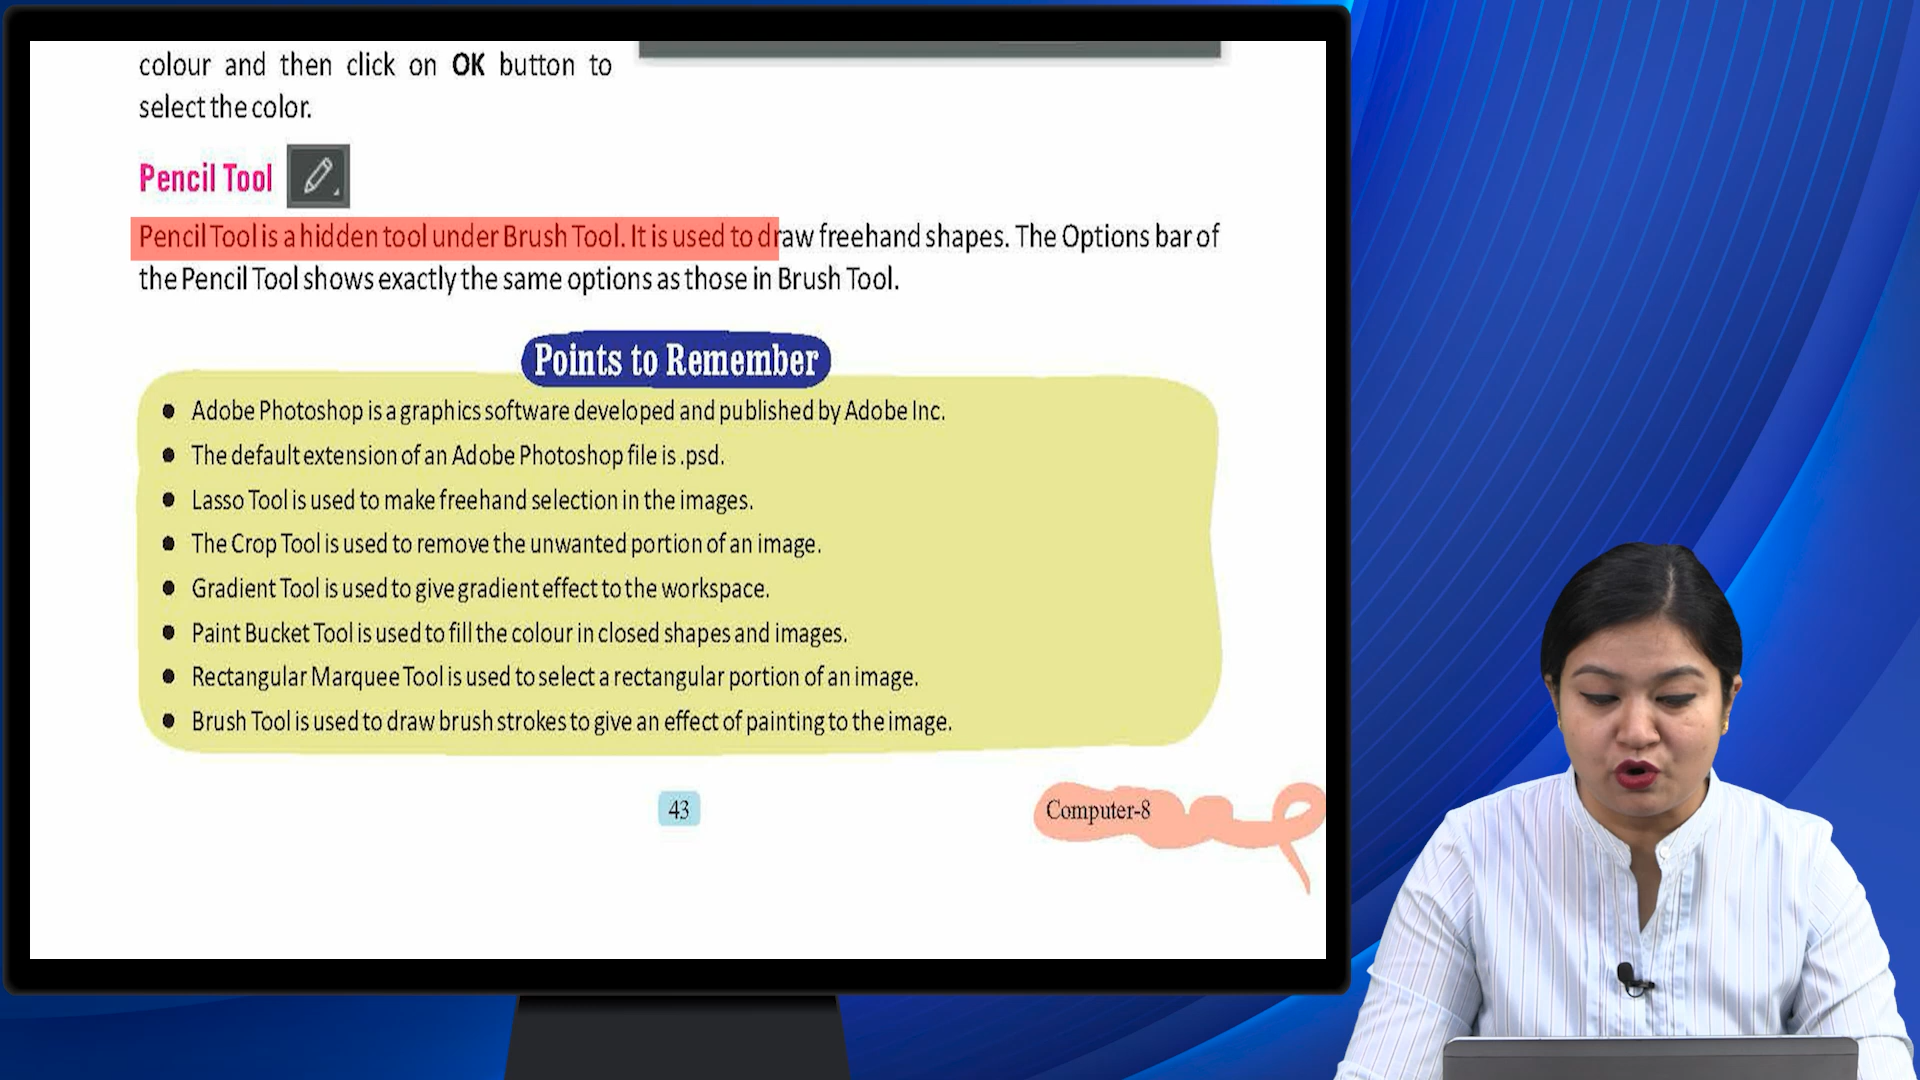 colour and then click on OK button to
select the color.
Pencil Tool
Pencil Tool is a hidden tool under Brush Tool. It is used to draw freehand shapes. The Options bar of
the Pencil Tool shows exactly the same options as those in Brush Tool.
Points to Remember
● Adobe Photoshop is a graphics software developed and published by Adobe Inc.
● The default extension of an Adobe Photoshop file is .psd.
● Lasso Tool is used to make freehand selection in the images.
● The Crop Tool is used to remove the unwanted portion of an image.
● Gradient Tool is used to give gradient effect to the workspace.
● Paint Bucket Tool is used to fill the colour in closed shapes and images.
● Rectangular Marquee Tool is used to select a rectangular portion of an image.
● Brush Tool is used to draw brush strokes to give an effect of painting to the image.
43
Computer-8